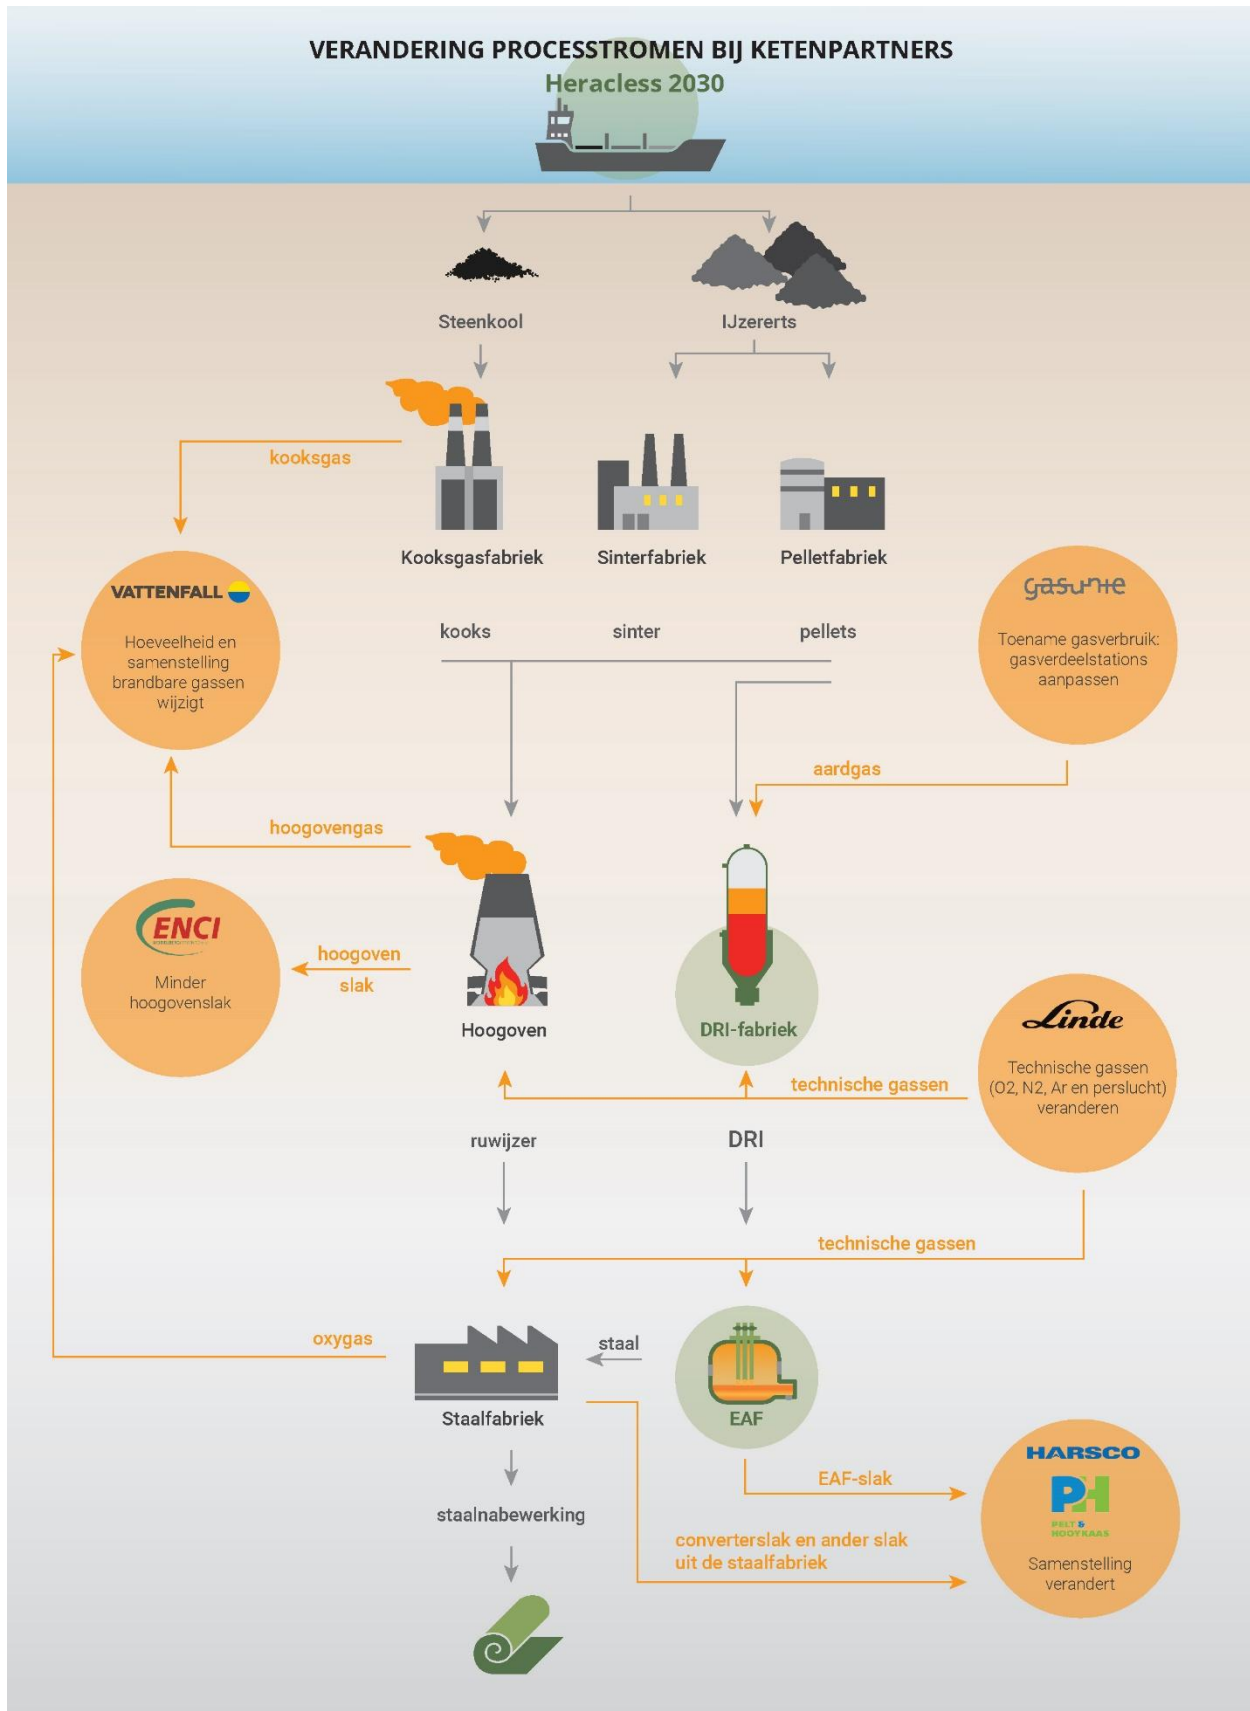 VERANDERING PROCESSTROMEN BIJ KETENPARTNERS
Heracless 2030
Steenkool
IJzererts
kooksgas
Kooksgasfabriek
Sinterfabriek
Pelletfabriek
VATTENFALL
Hoeveelheid en
samenstelling
brandbare gassen
wijzigt
gasunie
Toename gasverbruik:
gasverdeelstations
aanpassen
kooks
sinter
pellets
aardgas
hoogovengas
ENCI
Minder
hoogovenslak
hoogoven
slak
Hoogoven
DRI-fabriek
Linde
Technische gassen
(O2, N2, Ar en perslucht)
veranderen
technische gassen
ruwijzer
DRI
technische gassen
oxygas
staal
Staalfabriek
EAF
HARSCO
PH
PELT &
HOOYKAAS
Samenstelling
verandert
EAF-slak
staalnabewerking
converterslak en ander slak
uit de staalfabriek